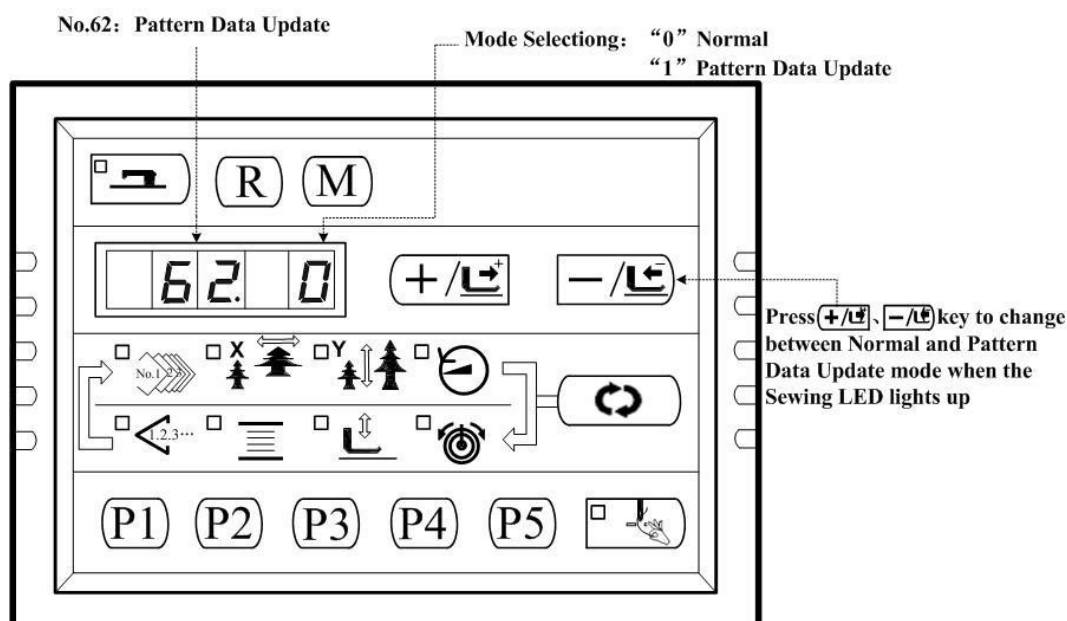 No.62: Pattern Data Update
Mode Selectiong: “0” Normal
“1” Pattern Data Update
R M
62. 0
+/ + −/ −
Press +/ + 、 −/ key to change
between Normal and Pattern
Data Update mode when the
Sewing LED lights up
No.1 2 3 X Y
1.2.3…
P1 P2 P3 P4 P5